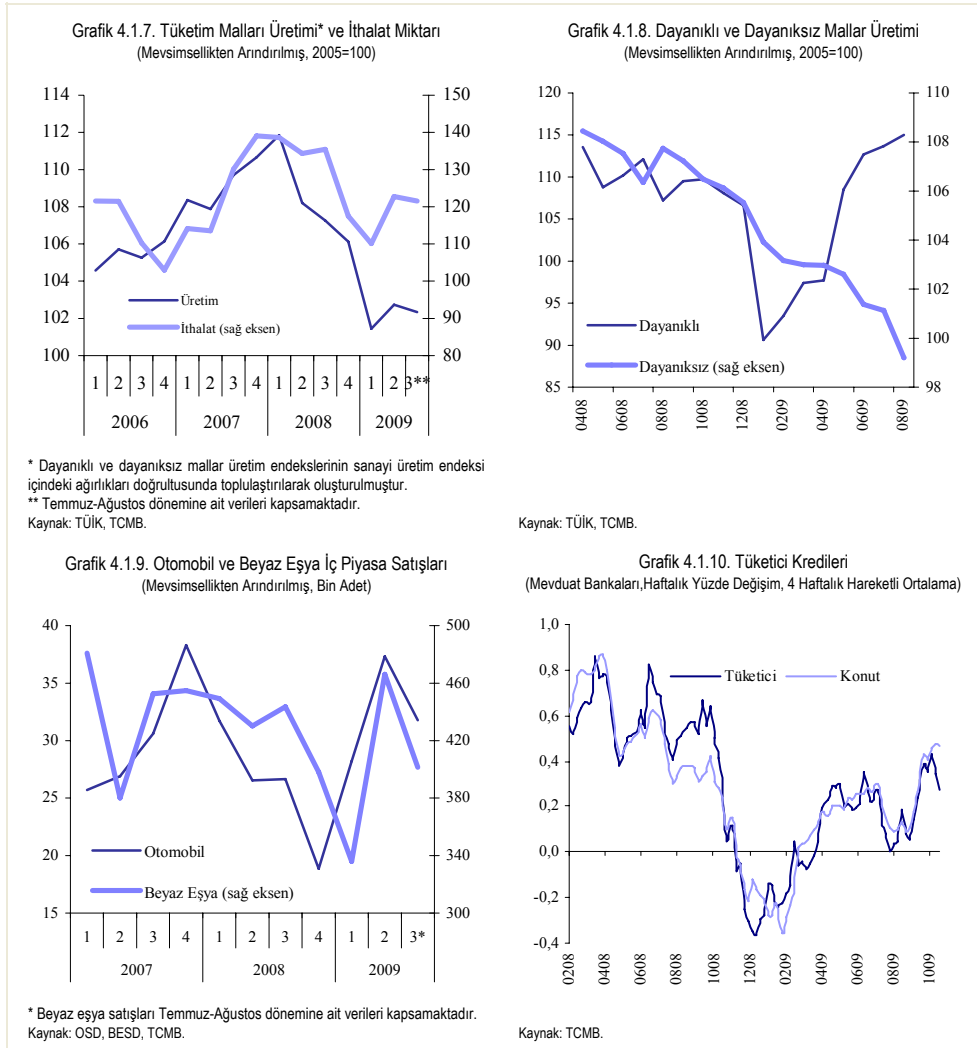 Grafik 4.1.7. Tüketim Malları Üretimi* ve İthalat Miktarı
(Mevsimsellikten Arındırılmış, 2005=100)
114
112
110
108
106
104
102
100
150
140
130
120
110
100
90
80
Üretim
İthalat (sağ eksen)
1 2 3 4 1 2 3 4 1 2 3 4 1 2 3**
2006 2007 2008 2009
* Dayanıklı ve dayanıksız mallar üretim endekslerinin sanayi üretim endeksi
içindeki ağırlıkları doğrultusunda toplulaştırılarak oluşturulmuştur.
** Temmuz-Ağustos dönemine ait verileri kapsamaktadır.
Kaynak: TÜİK, TCMB.
Grafik 4.1.8. Dayanıklı ve Dayanıksız Mallar Üretimi
(Mevsimsellikten Arındırılmış, 2005=100)
120
115
110
105
100
95
90
85
110
108
106
104
102
100
98
Dayanıklı
Dayanıksız (sağ eksen)
0408 0608 0808 1008 1208 0209 0409 0609 0809
Kaynak: TÜİK, TCMB.
Grafik 4.1.9. Otomobil ve Beyaz Eşya İç Piyasa Satışları
(Mevsimsellikten Arındırılmış, Bin Adet)
40
35
30
25
20
15
500
460
420
380
340
300
Otomobil
Beyaz Eşya (sağ eksen)
1 2 3 4 1 2 3 4 1 2 3*
2007 2008 2009
* Beyaz eşya satışları Temmuz-Ağustos dönemine ait verileri kapsamaktadır.
Kaynak: OSD, BESD, TCMB.
Grafik 4.1.10. Tüketici Kredileri
(Mevduat Bankaları,Haftalık Yüzde Değişim, 4 Haftalık Hareketli Ortalama)
1,0
0,8
0,6
0,4
0,2
0,0
-0,2
-0,4
Tüketici Konut
0208 0408 0608 0808 1008 1208 0209 0409 0609 0809 1009
Kaynak: TCMB.